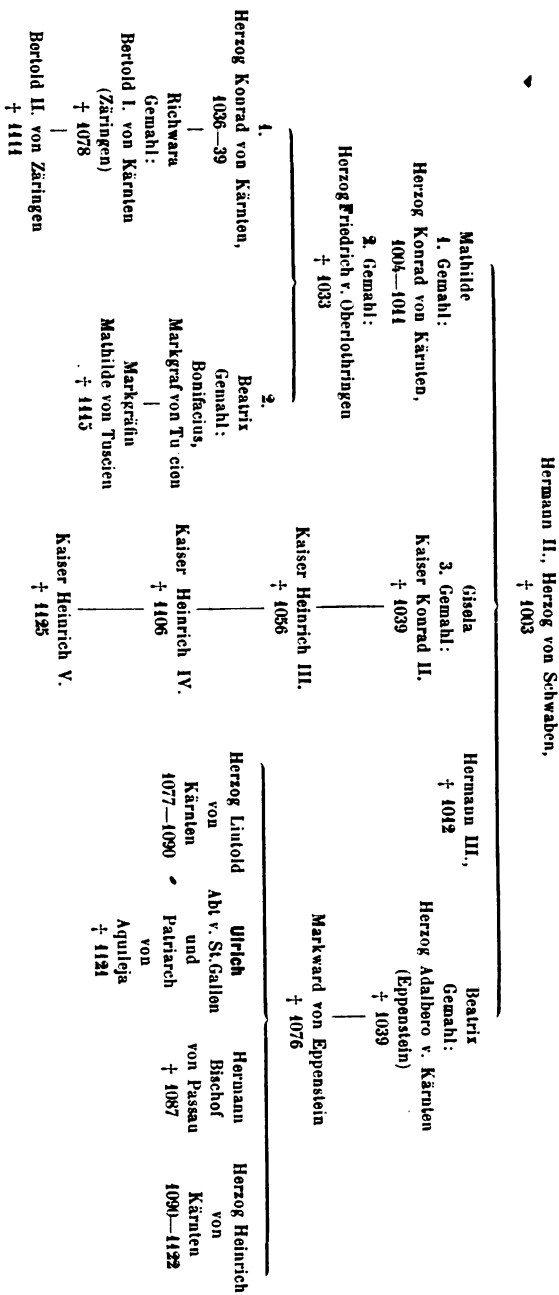 Hermann II., Herzog von Schwaben,
† 1003
Mathilde
1. Gemahl:
Herzog Konrad von Kärnten,
1004—1011
2. Gemahl:
Herzog Friedrich v. Oberlothringen
† 1033
1.
Herzog Konrad von Kärnten,
1036—39
Richwara
Gemahl:
Bertold I. von Kärnten
(Zäringen)
† 1078
Bertold II. von Zäringen
† 1111
2.
Beatrix
Gemahl:
Bonifacius,
Markgraf von Tu cien
Markgräfin
Mathilde von Tuscien
† 1115
Gisela
3. Gemahl:
Kaiser Konrad II.
† 1039
Kaiser Heinrich III.
† 1056
Kaiser Heinrich IV.
† 1106
Kaiser Heinrich V.
† 1125
Hermann III.,
† 1012
Beatrix
Gemahl:
Herzog Adalbero v. Kärnten
(Eppenstein)
† 1039
Markward von Eppenstein
† 1076
Herzog Liutold
von
Kärnten
1077—1090
Ulrich
Abt v. St.Gallen
und
Patriarch
von
Aquileja
† 1121
Hermann
Bischof
von Passau
† 1087
Herzog Heinrich
von
Kärnten
1090—1122